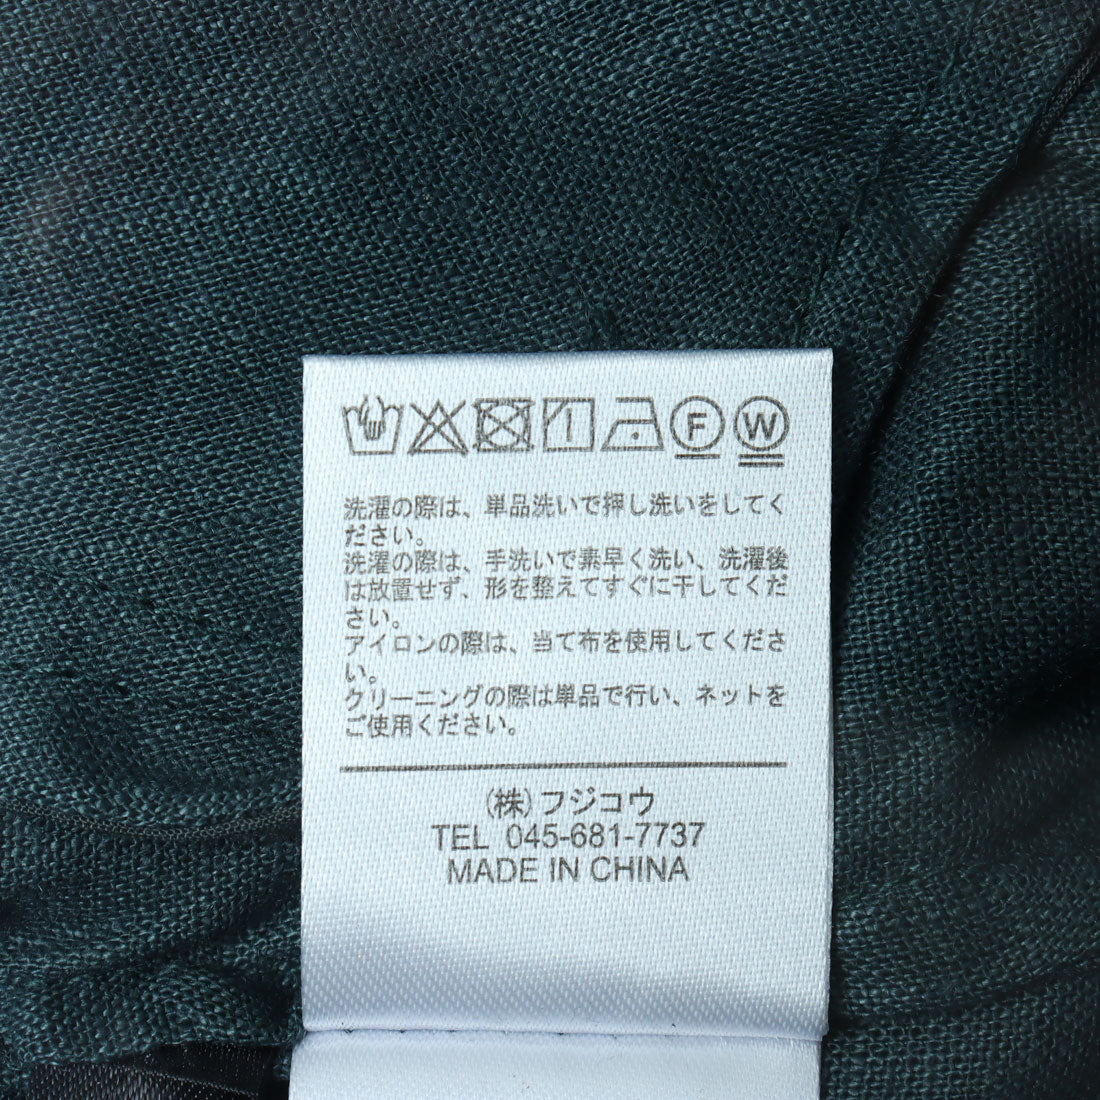 F W
洗濯の際は、単品洗いで押し洗いをしてく
ださい。
洗濯の際は、手洗いで素早く洗い、洗濯後
は放置せず、形を整えてすぐに干してくだ
さい。
アイロンの際は、当て布を使用してくださ
い。
クリーニングの際は単品で行い、ネットを
ご使用ください。
(株)フジコウ
TEL 045-681-7737
MADE IN CHINA